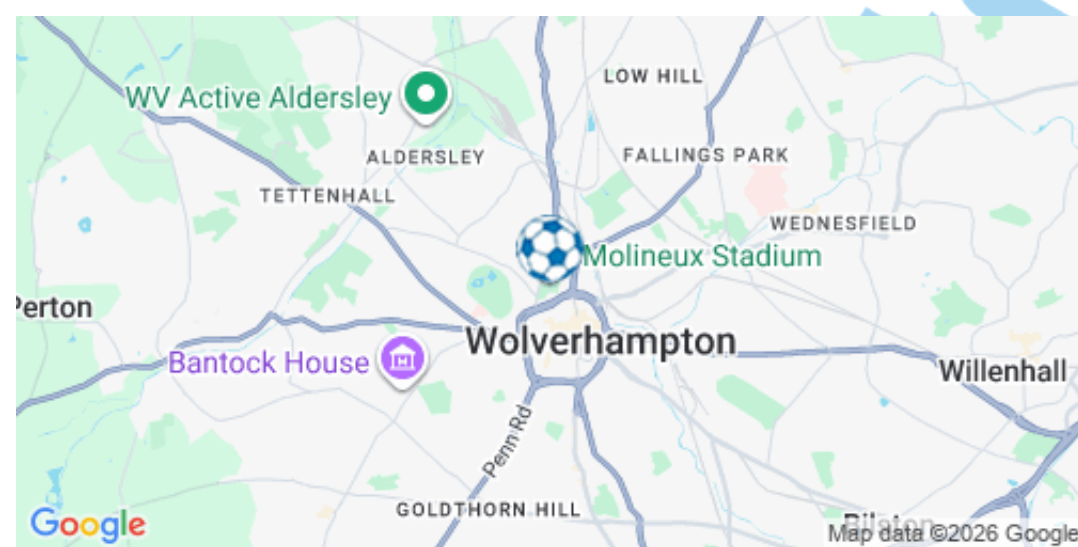 LOW HILL
WV Active Aldersley
ALDERSLEY
FALLINGS PARK
TETTENHALL
WEDNESFIELD
Molineux Stadium
Perton
Wolverhampton
Bantock House
Willenhall
Penn Rd
GOLDTHORN HILL
Google
Bilston
Map data ©2026 Google